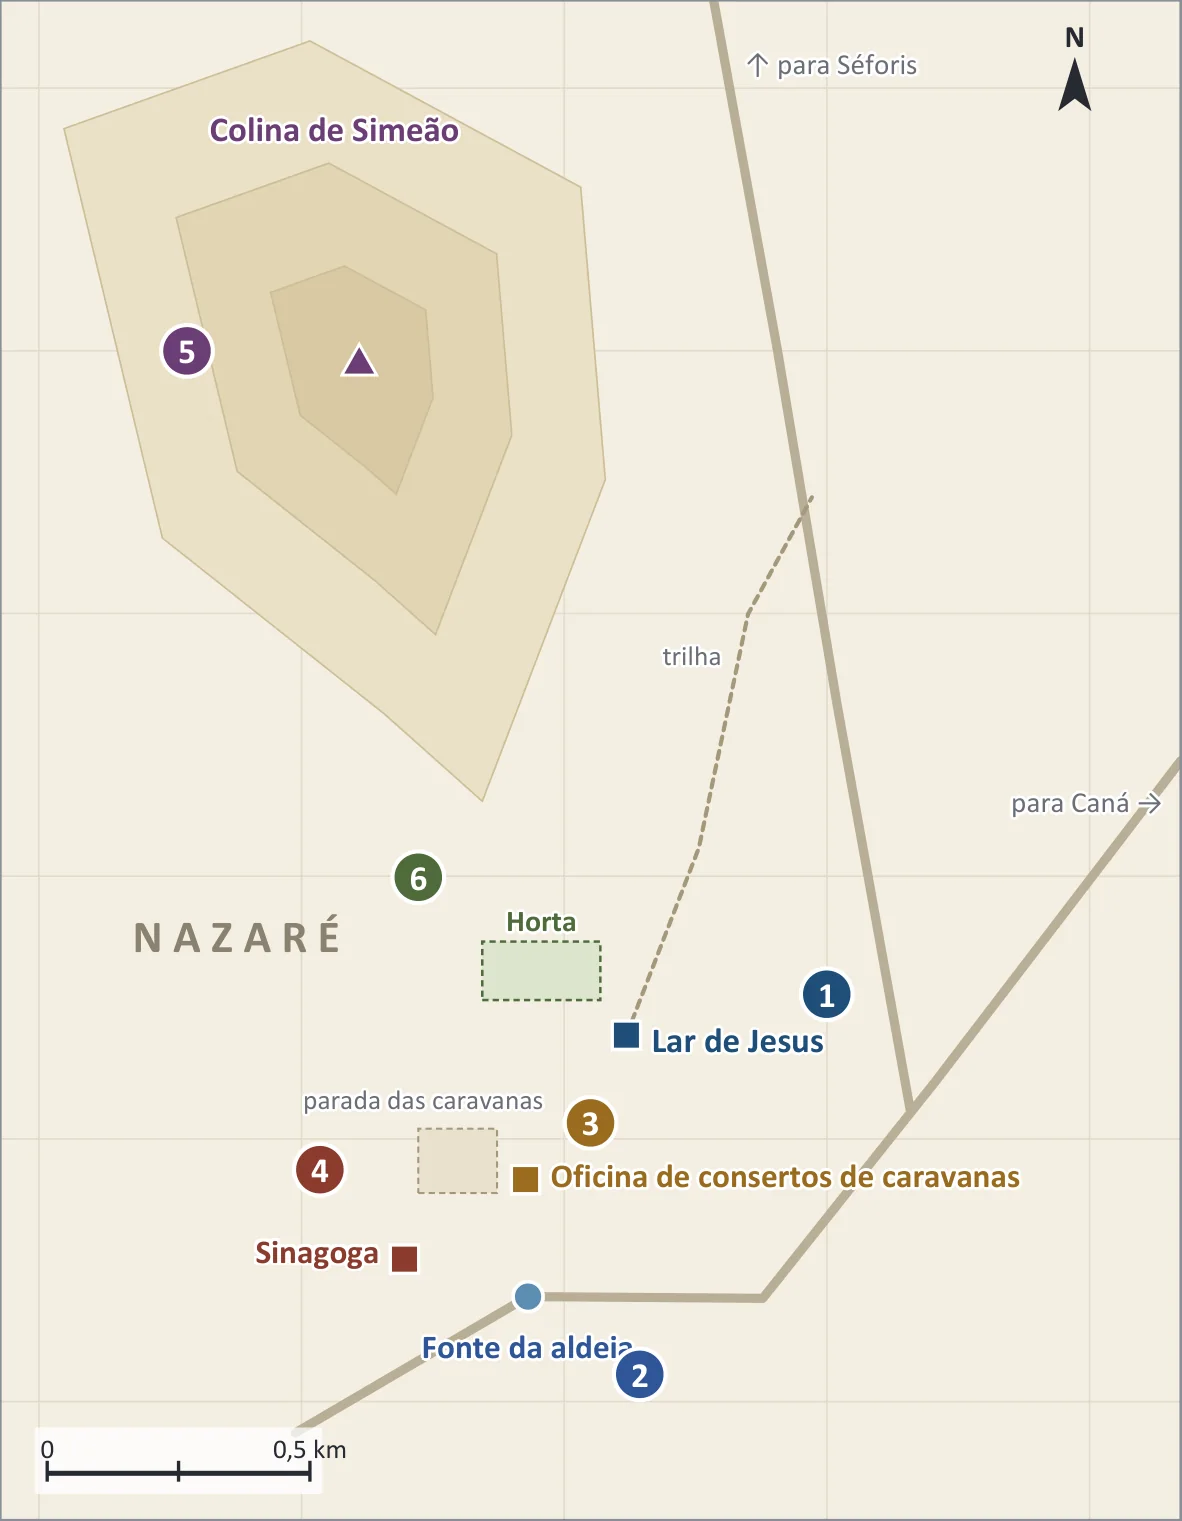 N
↑ para Séforis
Colina de Simeão
5
trilha
para Caná →
6
Horta
NAZARÉ
1
Lar de Jesus
parada das caravanas
3
4
Oficina de consertos de caravanas
Sinagoga
Fonte da aldeia
2
0 0,5 km